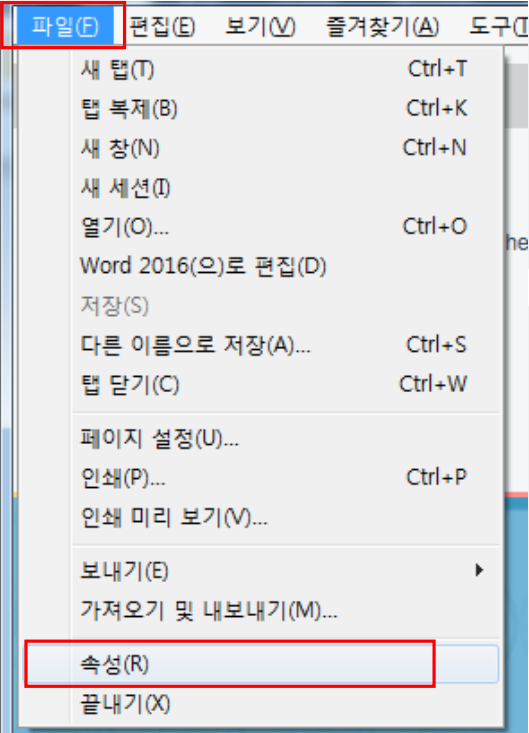 파일(F) 편집(E) 보기(V) 즐겨찾기(A) 도구(T
새 탭(T) Ctrl+T
탭 복제(B) Ctrl+K
새 창(N) Ctrl+N
새 세션(I)
열기(O)... Ctrl+O
he
Word 2016(으)로 편집(D)
저장(S)
다른 이름으로 저장(A)... Ctrl+S
탭 닫기(C) Ctrl+W
페이지 설정(U)...
인쇄(P)... Ctrl+P
인쇄 미리 보기(V)...
보내기(E)
가져오기 및 내보내기(M)...
속성(R)
끝내기(X)